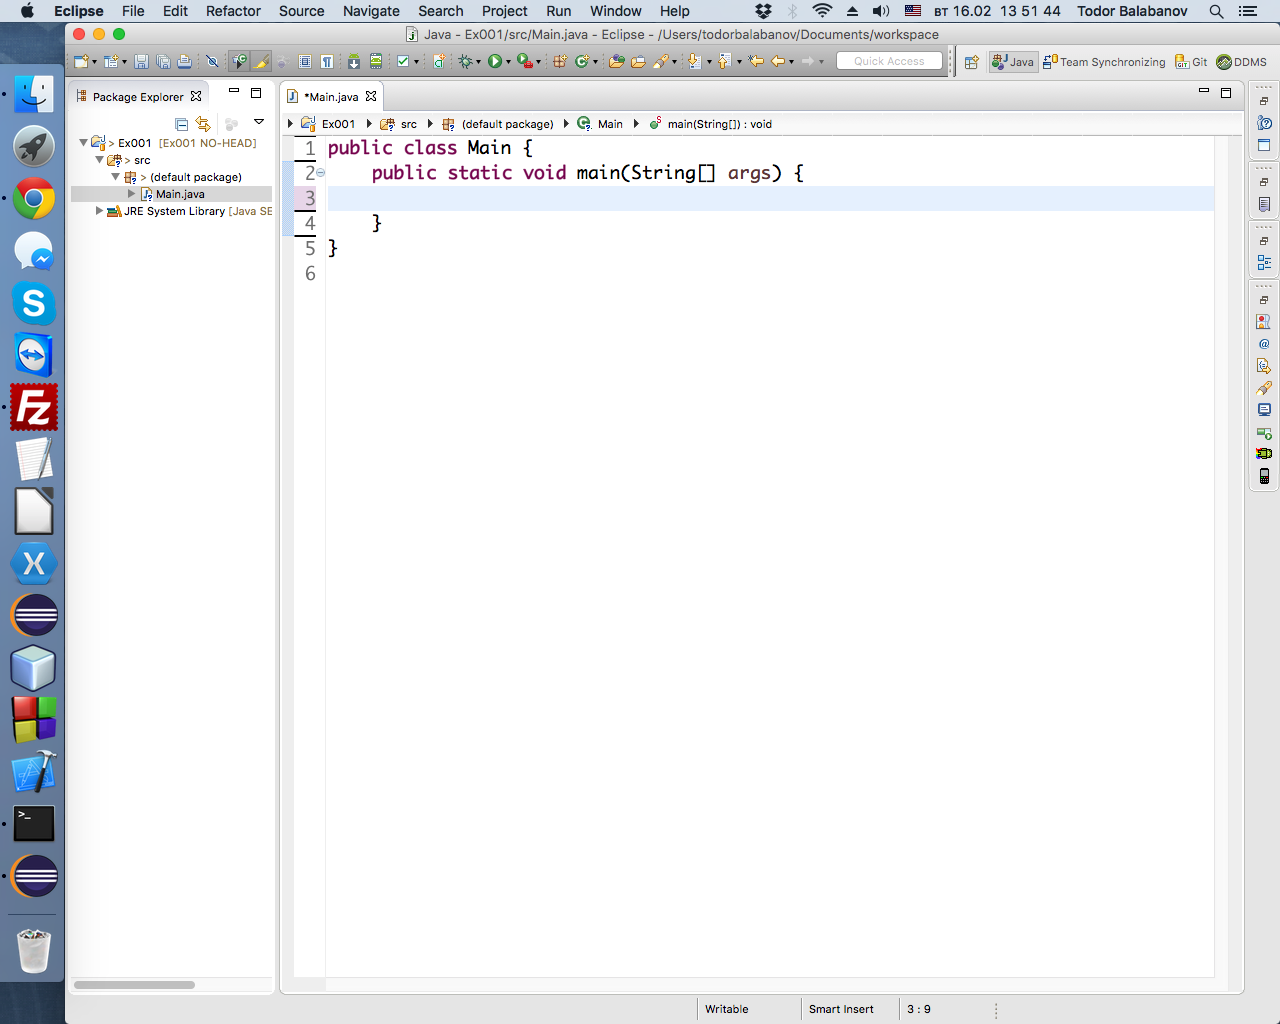 Eclipse File Edit Refactor Source Navigate Search Project Run Window Help вт 16.02 13 51 44 Todor Balabanov
Java - Ex001/src/Main.java - Eclipse - /Users/todorbalabanov/Documents/workspace
Quick Access Java Team Synchronizing Git DDMS
Package Explorer
*Main.java
Ex001 src (default package) Main main(String[]) : void
> Ex001 [Ex001 NO-HEAD]
> src
> (default package)
Main.java
JRE System Library [Java SE
1 public class Main {
2 public static void main(String[] args) {
3
4 }
5 }
6
Writable Smart Insert 3 : 9